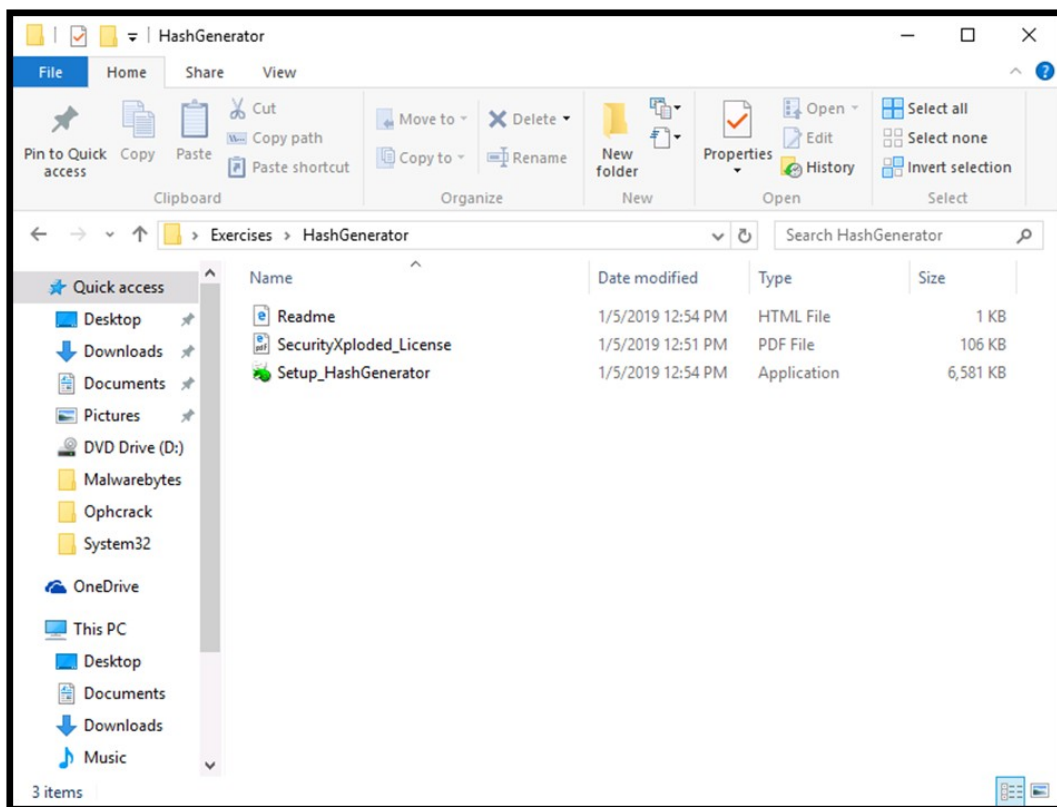 HashGenerator
File Home Share View
Pin to Quick access
Copy
Paste
Cut
Copy path
Paste shortcut
Clipboard
Move to
Copy to
Delete
Rename
Organize
New folder
New
Properties
Open
Edit
History
Open
Select all
Select none
Invert selection
Select
Exercises > HashGenerator
Search HashGenerator
Quick access
Desktop
Downloads
Documents
Pictures
DVD Drive (D:)
Malwarebytes
Ophcrack
System32
OneDrive
This PC
Desktop
Documents
Downloads
Music
Name Date modified Type Size
Readme 1/5/2019 12:54 PM HTML File 1 KB
SecurityXploded_License 1/5/2019 12:51 PM PDF File 106 KB
Setup_HashGenerator 1/5/2019 12:54 PM Application 6,581 KB
3 items